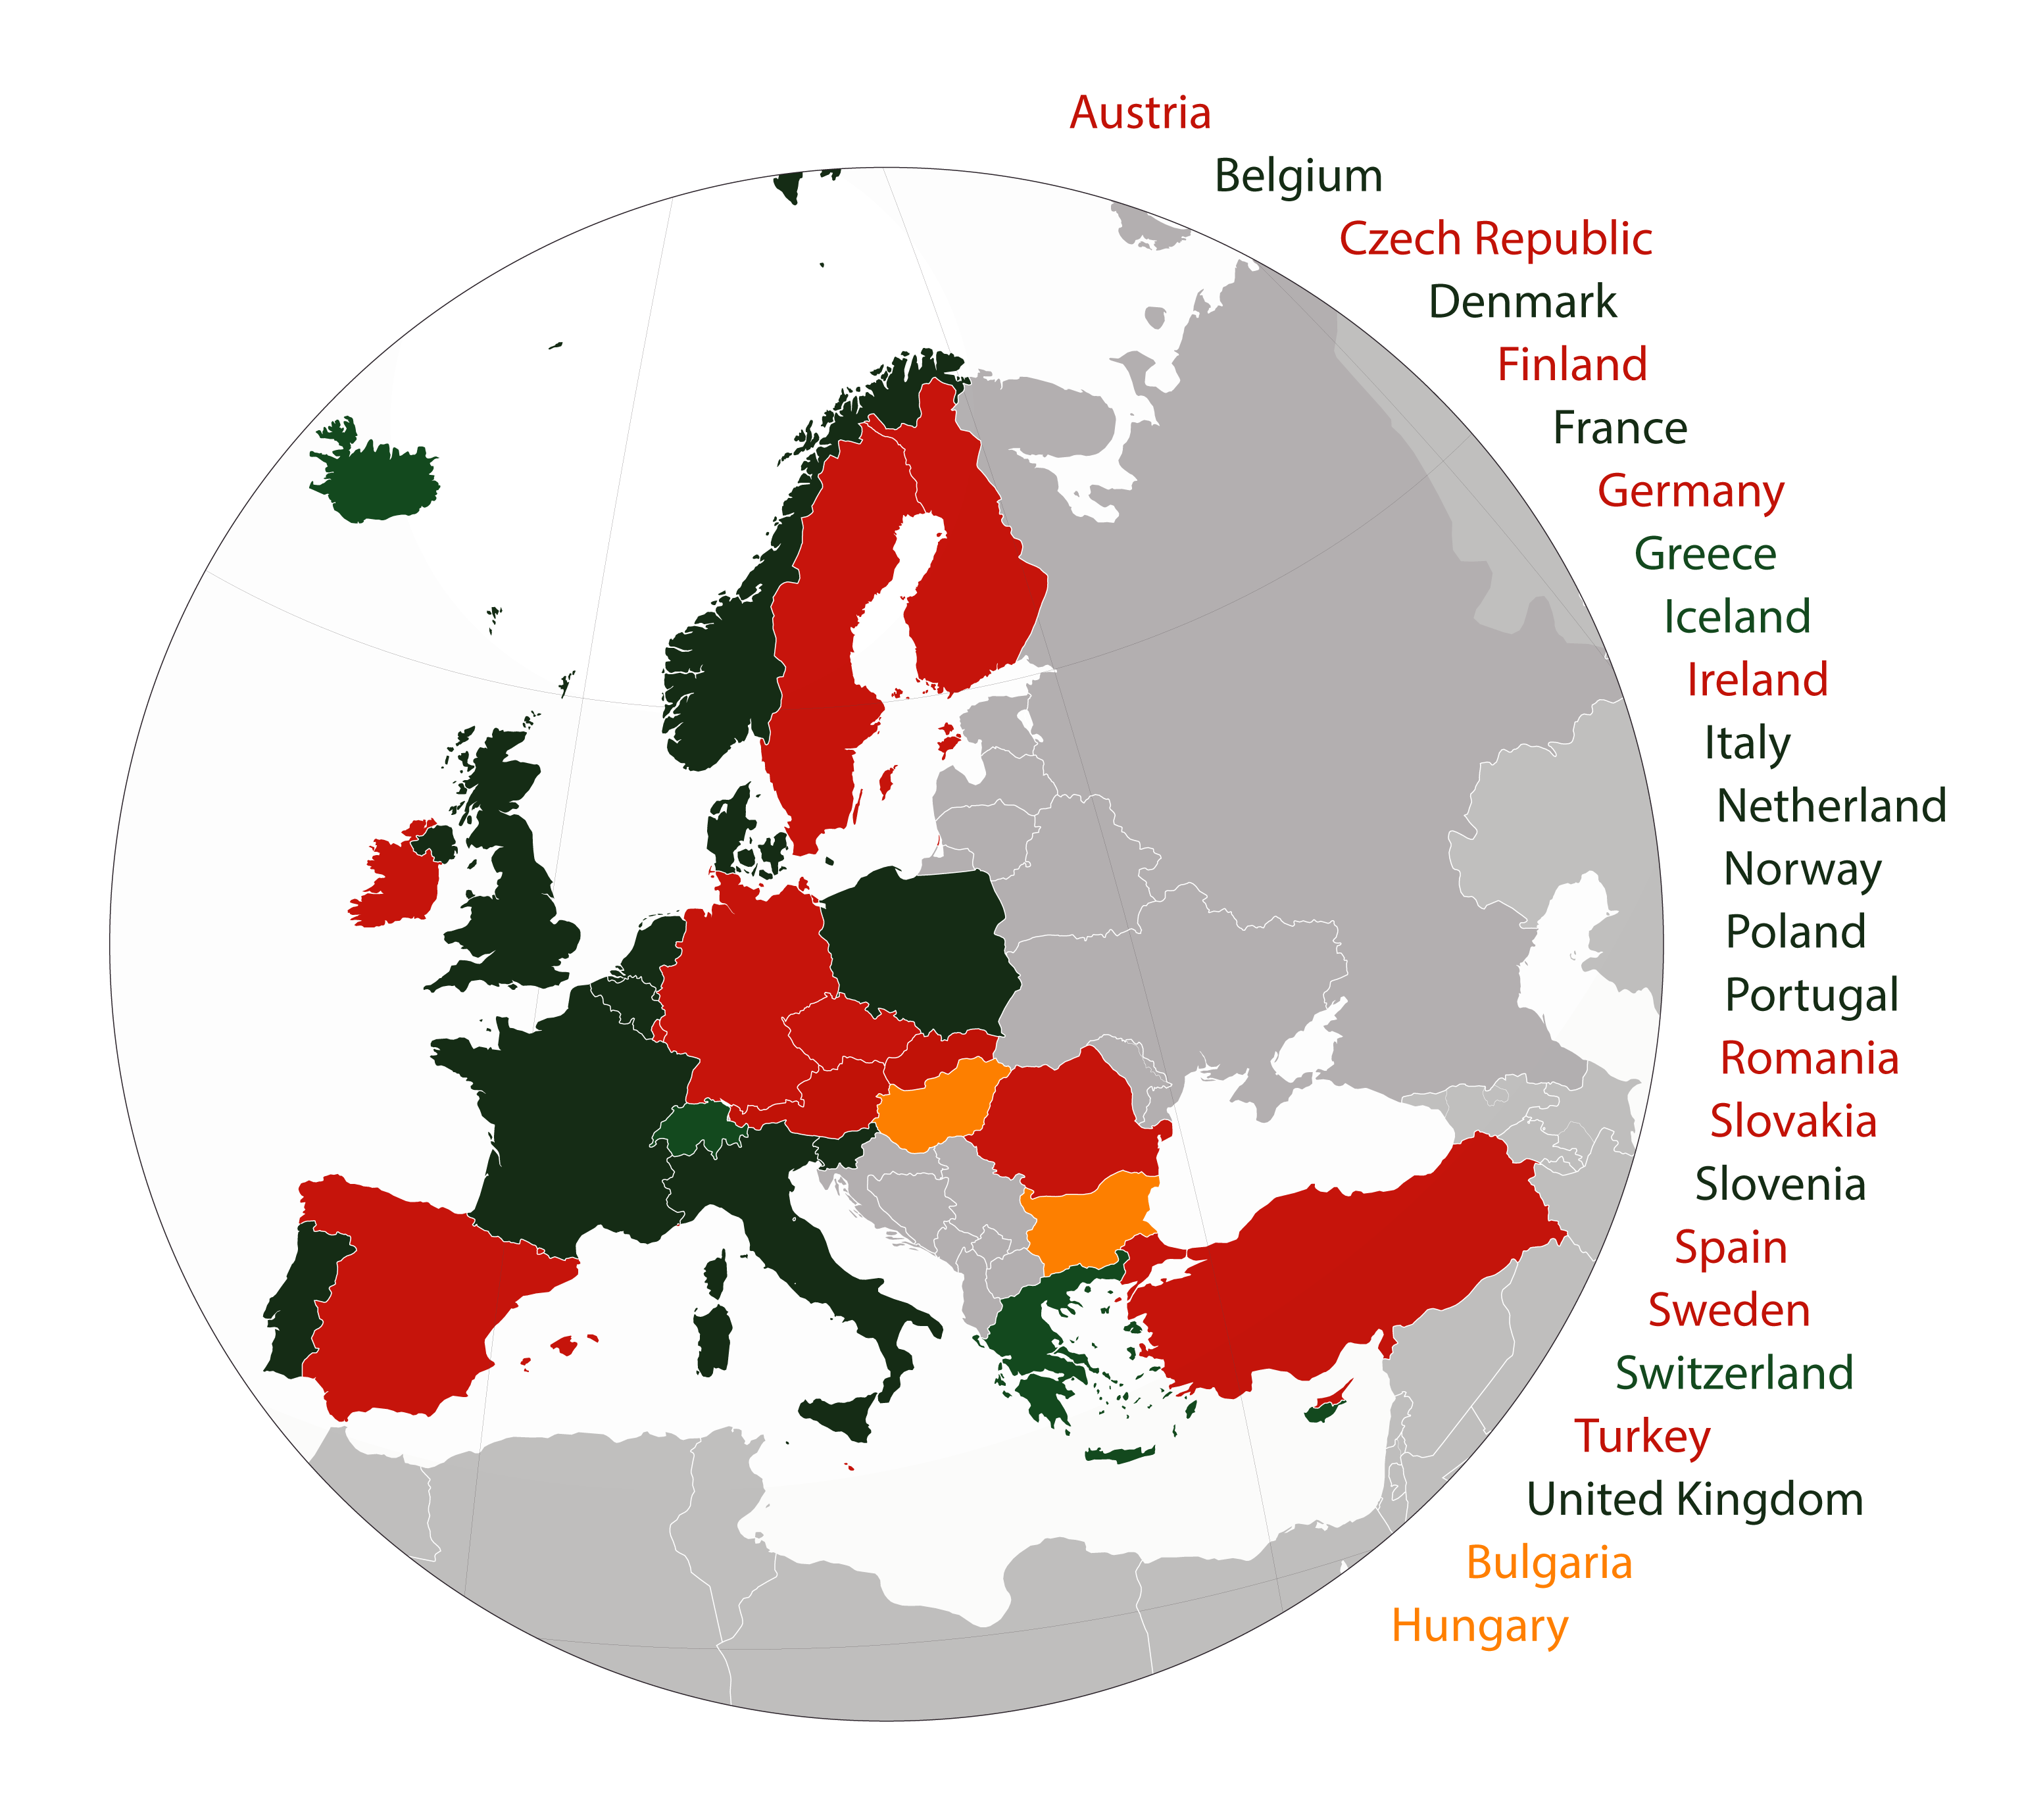 Austria
Belgium
Czech Republic
Denmark
Finland
France
Germany
Greece
Iceland
Ireland
Italy
Netherland
Norway
Poland
Portugal
Romania
Slovakia
Slovenia
Spain
Sweden
Switzerland
Turkey
United Kingdom
Bulgaria
Hungary